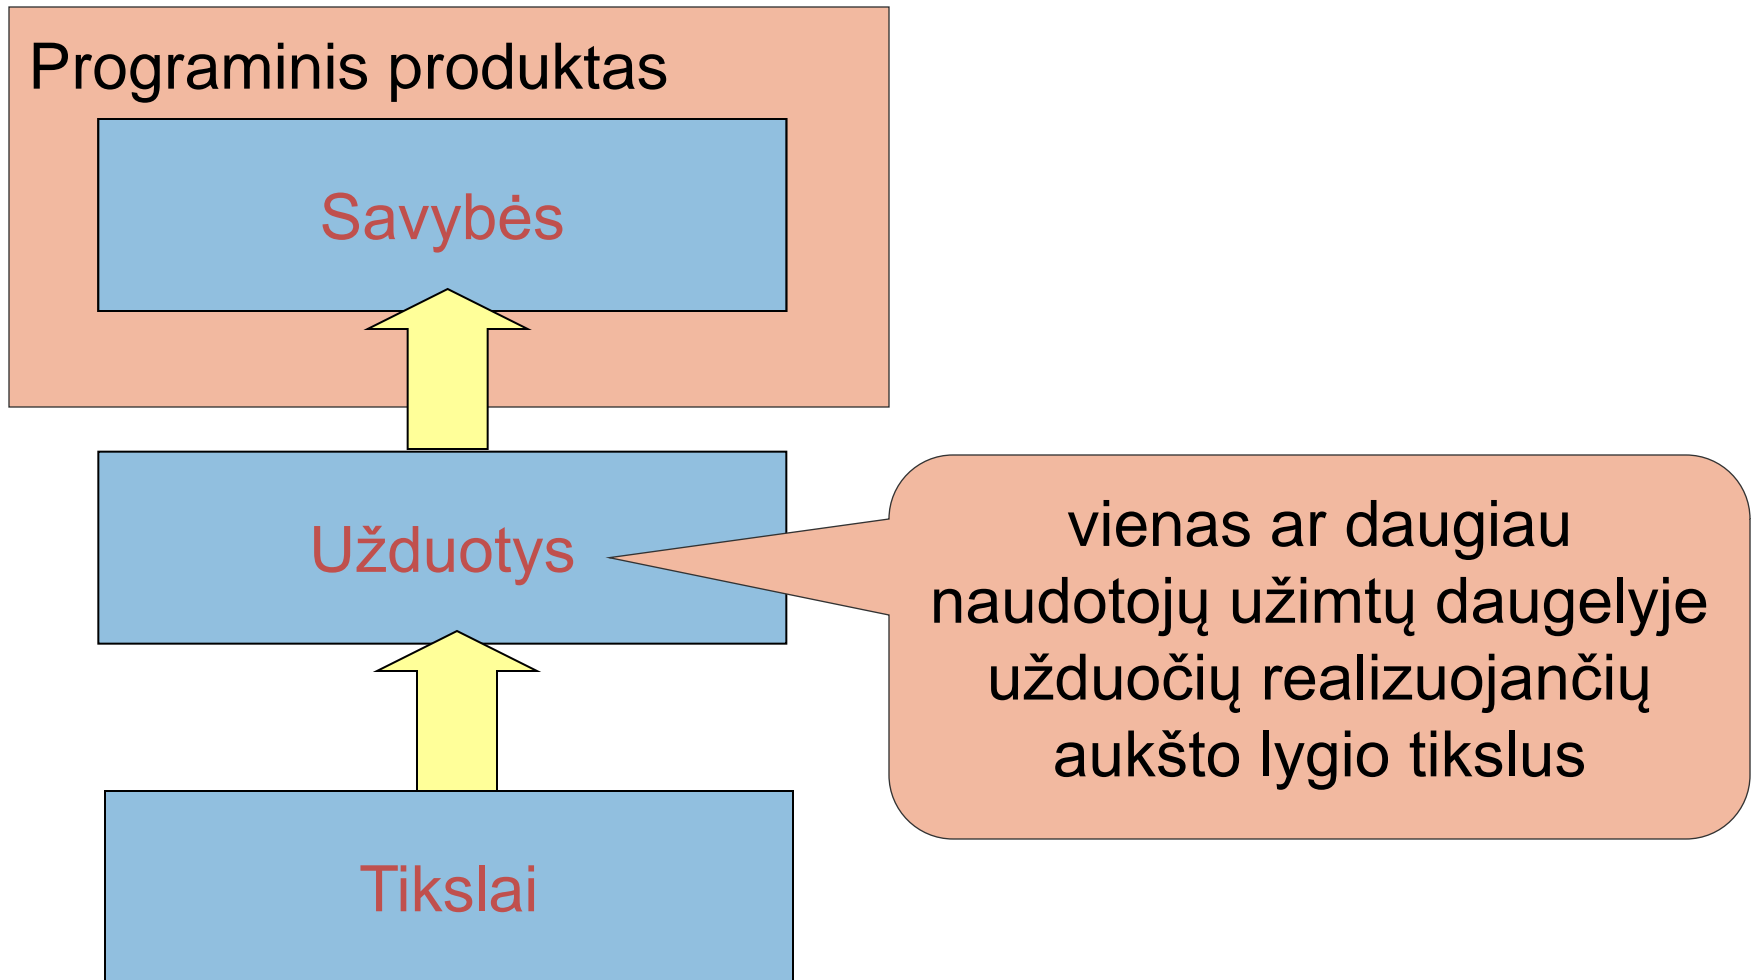 Programinis produktas
Savybės
Užduotys
vienas ar daugiau
naudotojų užimtų daugelyje
užduočių realizuojančių
aukšto lygio tikslus
Tikslai